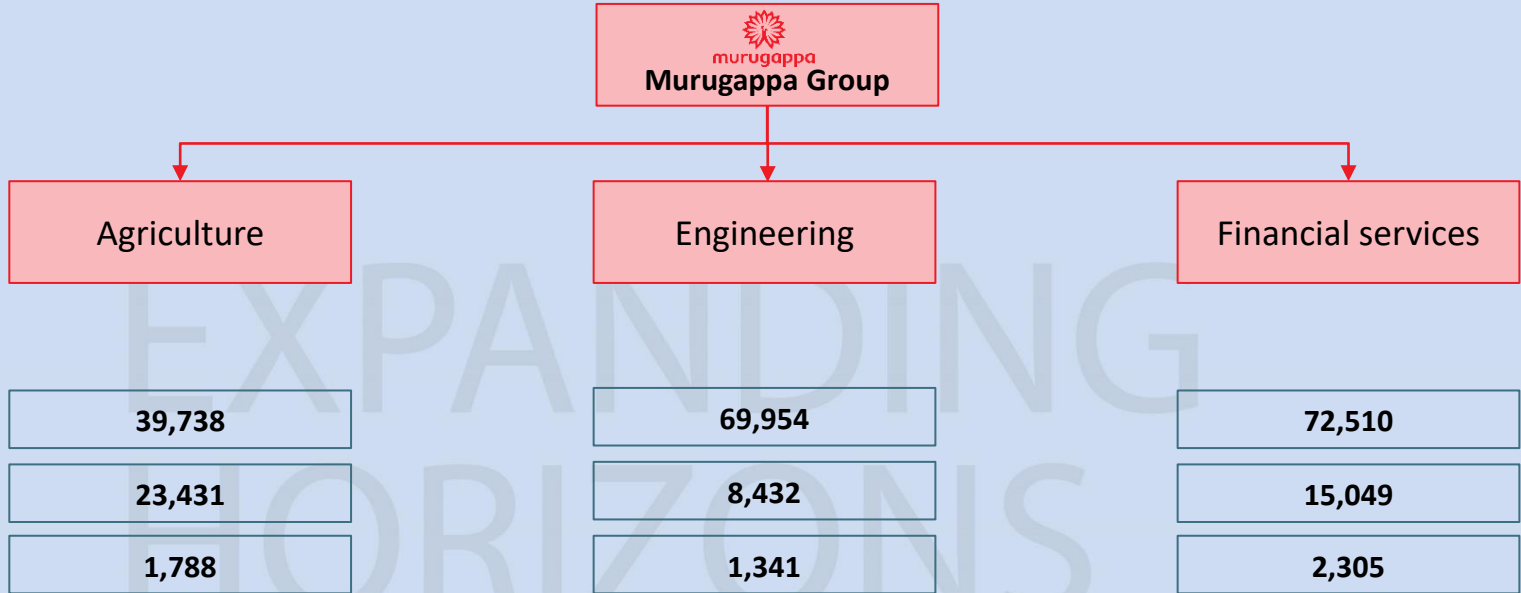 murugappa
Murugappa Group
Agriculture
Engineering
Financial services
EXPANDING
HORIZONS
39,738
69,954
72,510
23,431
8,432
15,049
1,788
1,341
2,305